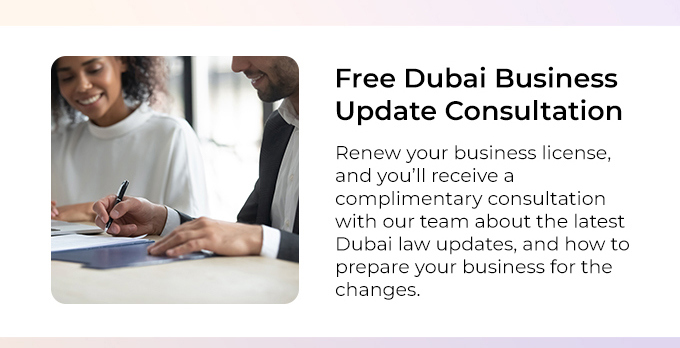 Free Dubai Business
Update Consultation
Renew your business license,
and you’ll receive a
complimentary consultation
with our team about the latest
Dubai law updates, and how to
prepare your business for the
changes.